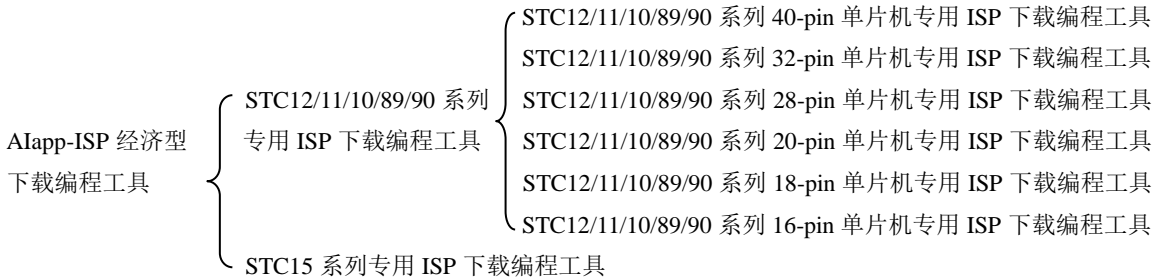 AIapp-ISP 经济型
下载编程工具
STC12/11/10/89/90 系列
专用 ISP 下载编程工具
STC12/11/10/89/90 系列 40-pin 单片机专用 ISP 下载编程工具
STC12/11/10/89/90 系列 32-pin 单片机专用 ISP 下载编程工具
STC12/11/10/89/90 系列 28-pin 单片机专用 ISP 下载编程工具
STC12/11/10/89/90 系列 20-pin 单片机专用 ISP 下载编程工具
STC12/11/10/89/90 系列 18-pin 单片机专用 ISP 下载编程工具
STC12/11/10/89/90 系列 16-pin 单片机专用 ISP 下载编程工具
STC15 系列专用 ISP 下载编程工具